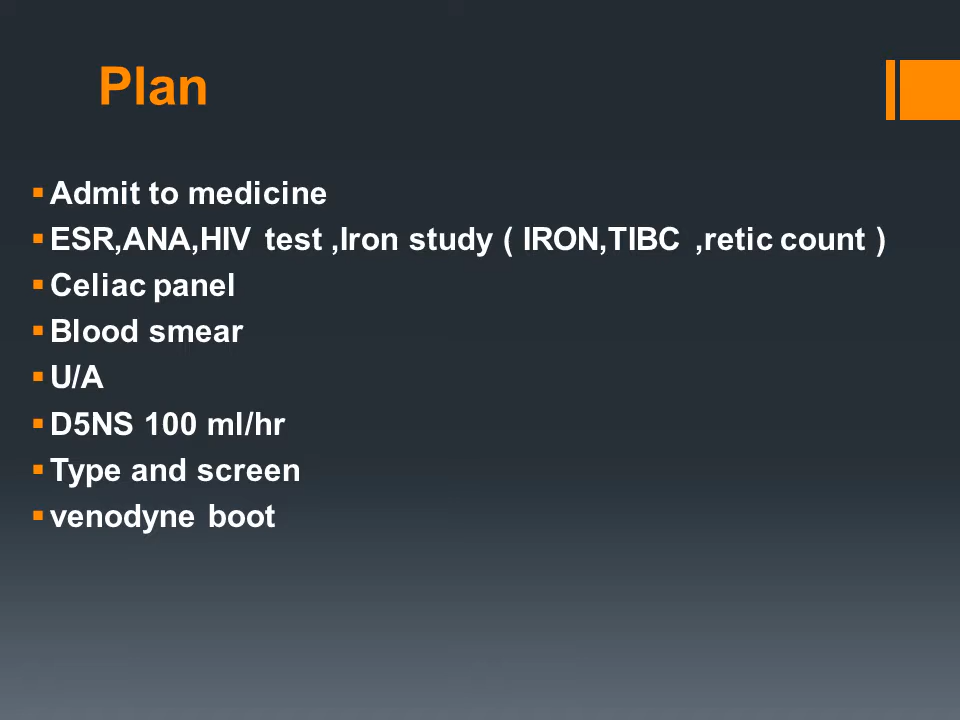 Plan
▪ Admit to medicine
▪ ESR,ANA,HIV test ,Iron study ( IRON,TIBC ,retic count )
▪ Celiac panel
▪ Blood smear
▪ U/A
▪ D5NS 100 ml/hr
▪ Type and screen
▪ venodyne boot